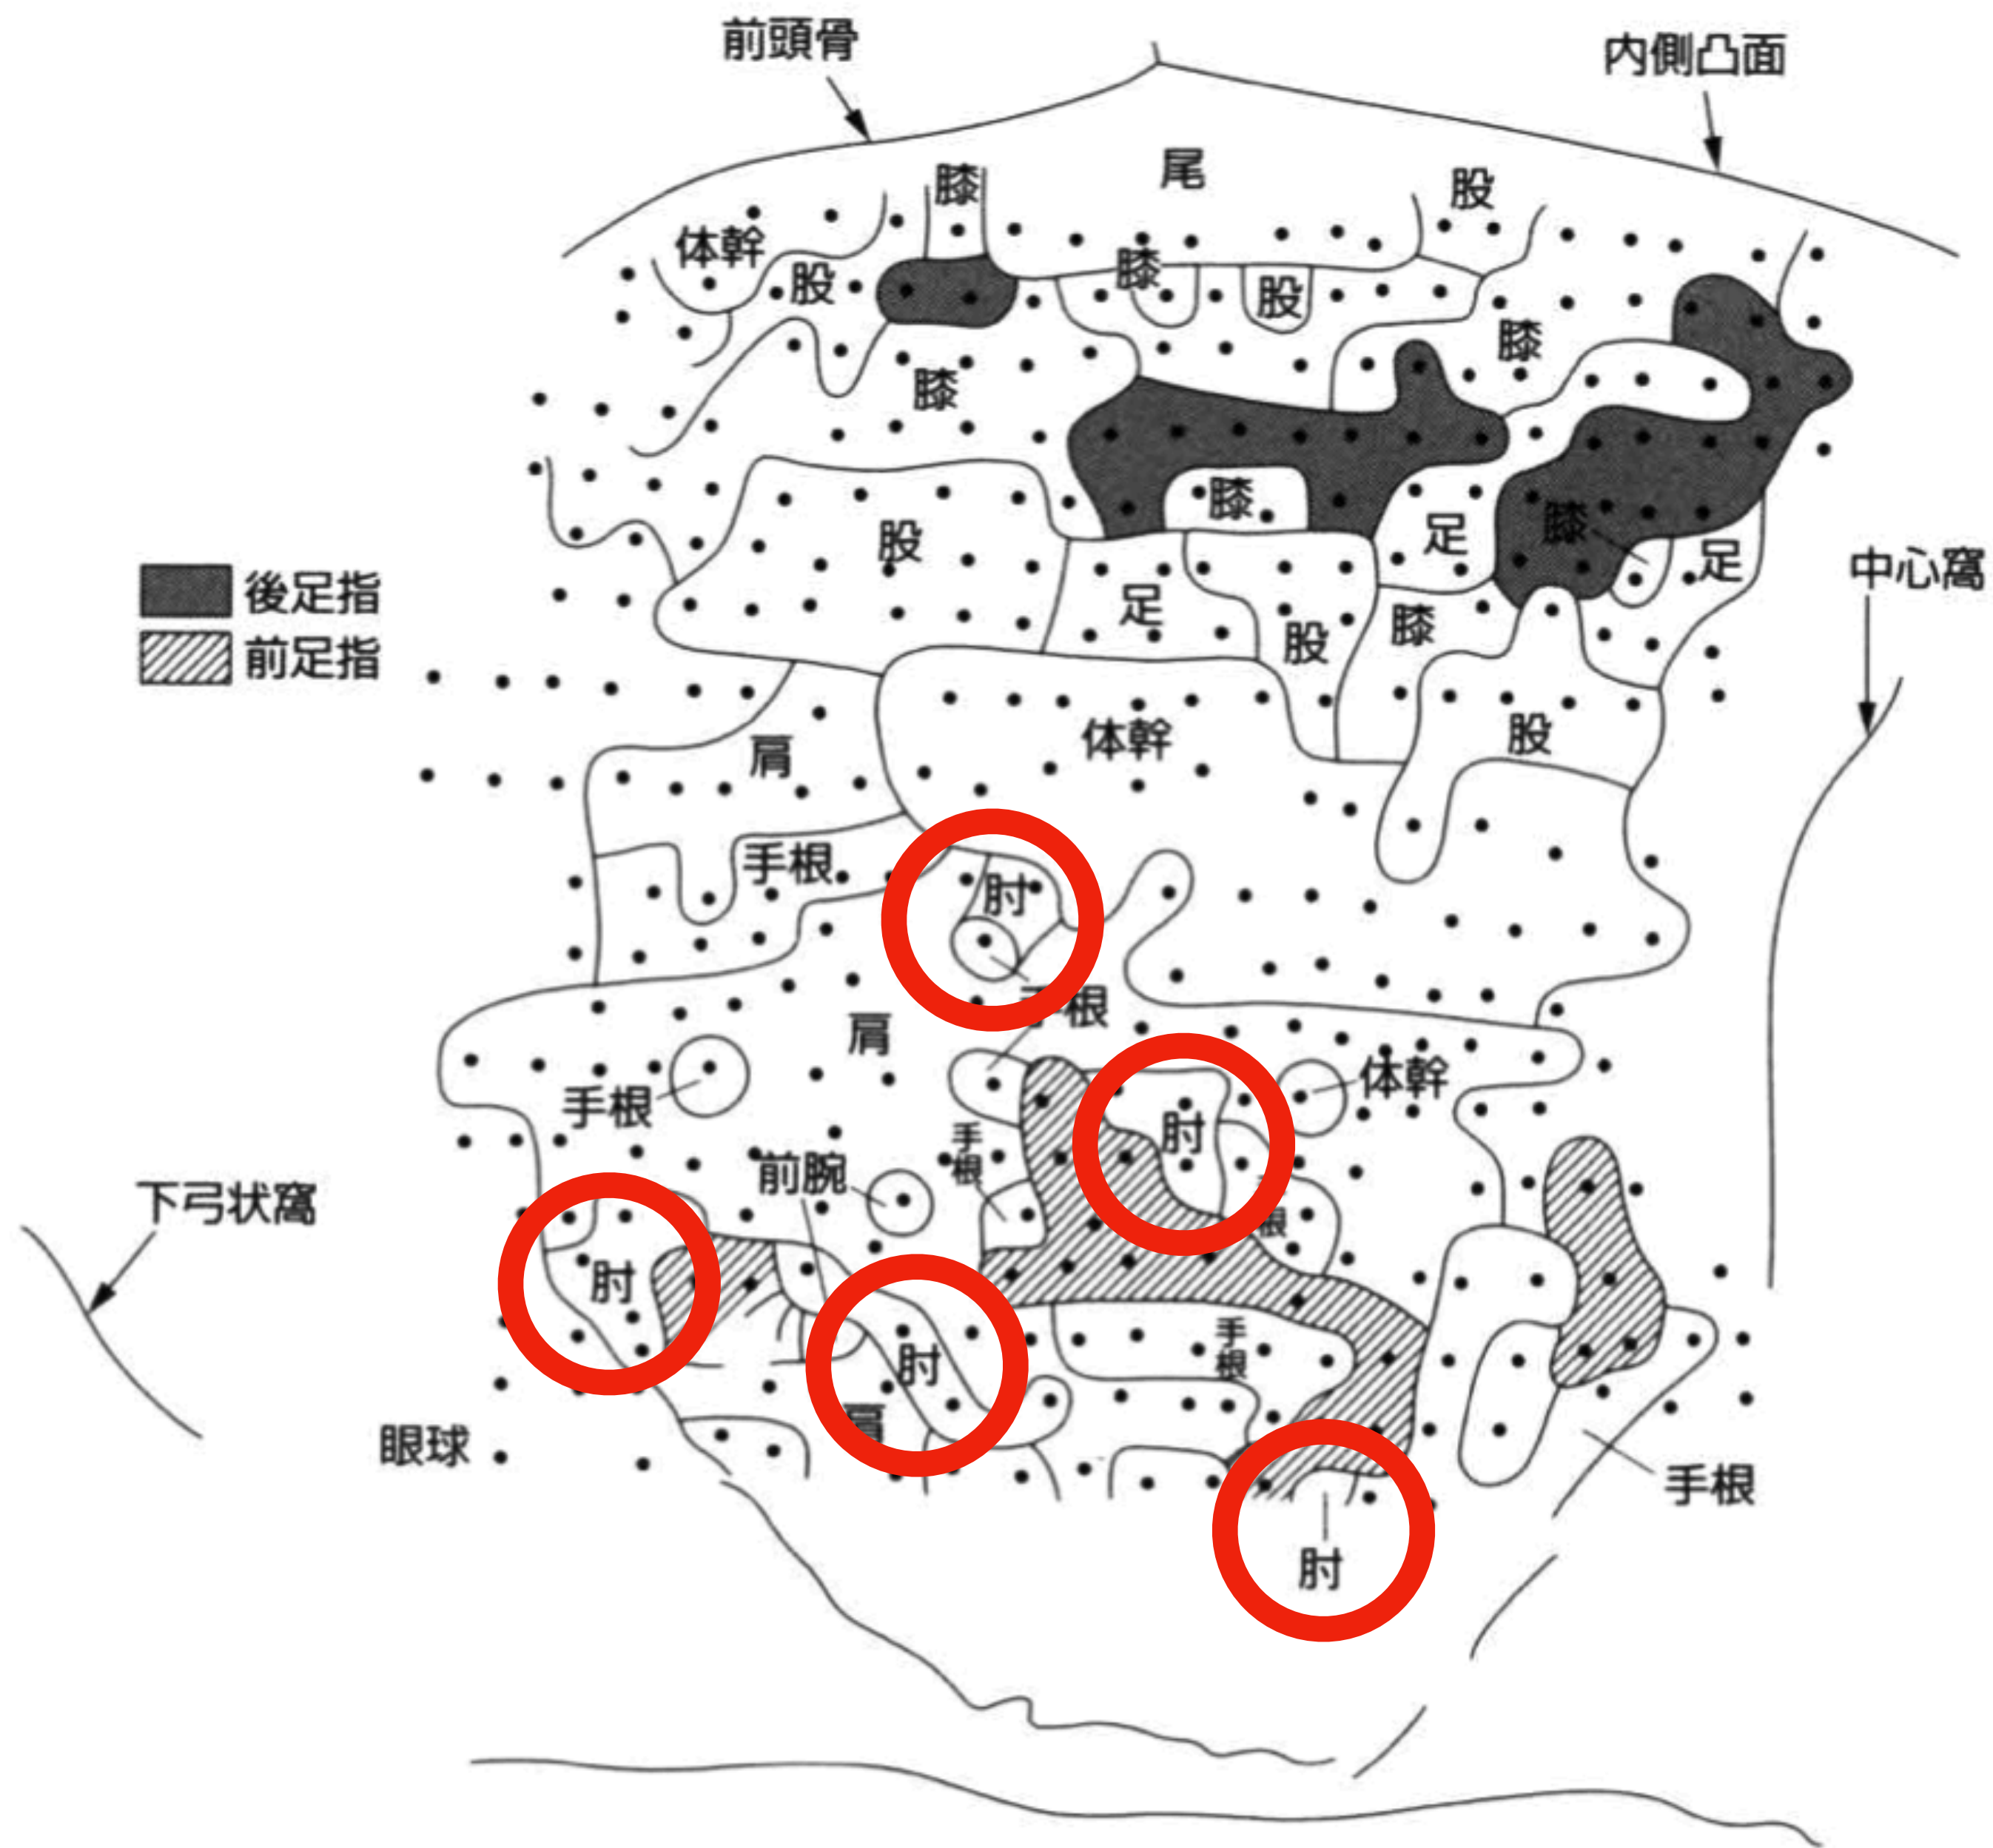 前頭骨
内側凸面
膝
尾
股
体幹
股
膝
股
膝
膝
膝
股
足
膝
足
中心窩
後足指
前足指
足
股
膝
体幹
股
肩
手根
肘
手根
肩
手根
体幹
肘
手根
前腕
手根
下弓状窩
肘
手根
肘
肩
眼球
手根
肘